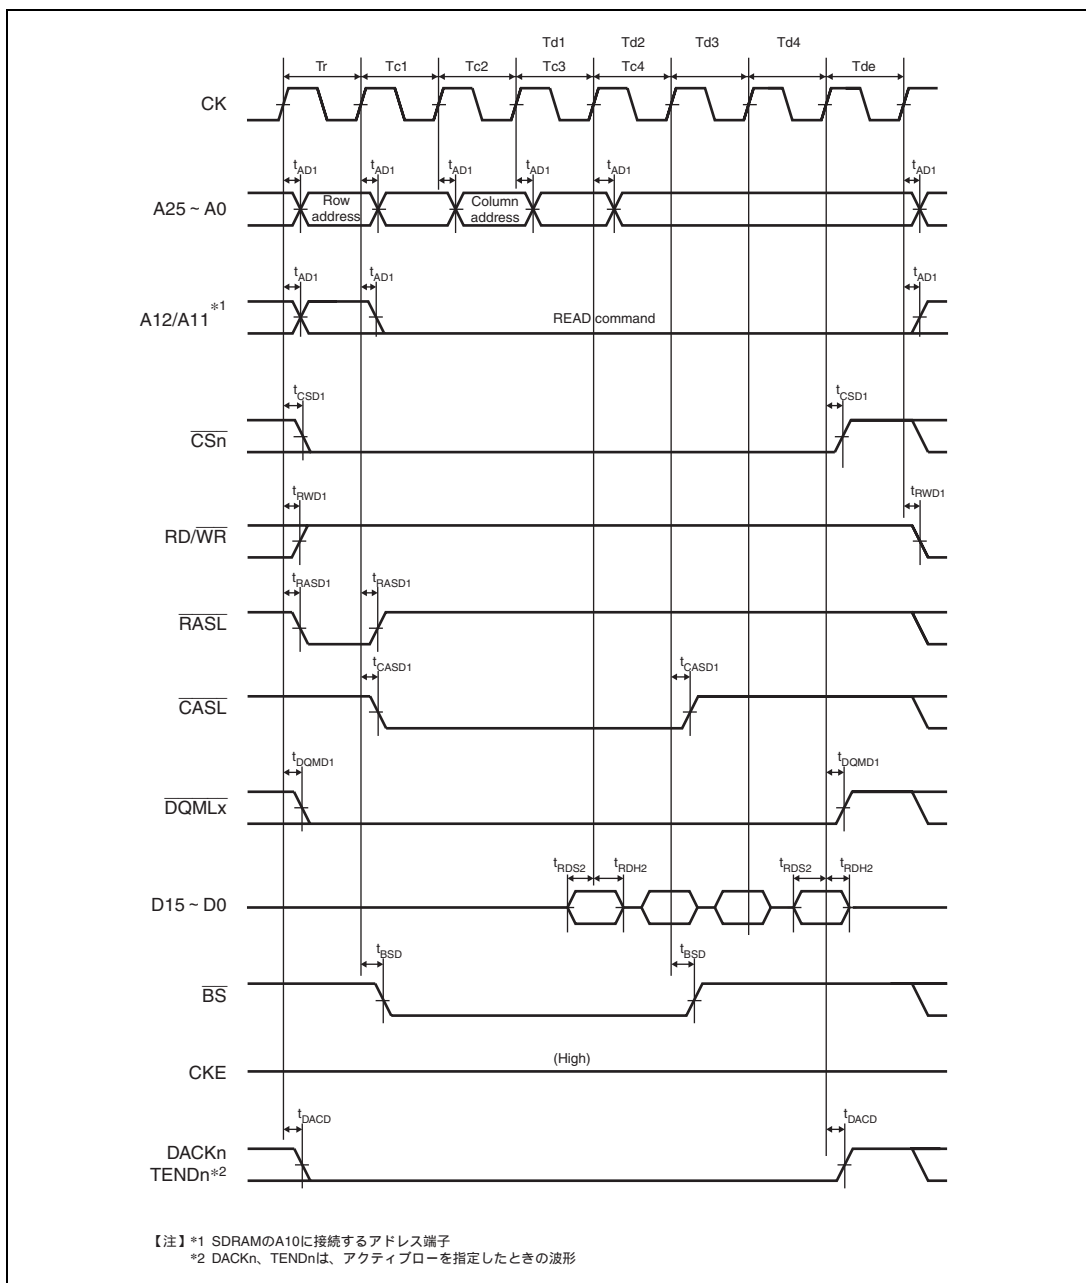 Td1 Td2 Td3 Td4
Tr Tc1 Tc2 Tc3 Tc4 Tde
CK
tAD1 tAD1 tAD1 tAD1 tAD1 tAD1
A25 ~ A0
Row address
Column address
tAD1 tAD1 tAD1
A12/A11*1
READ command
tCSD1 tCSD1
CSn
tRWD1 tRWD1
RD/WR
tRASD1 tRASD1
RASL
tCASD1 tCASD1
CASL
tDQMD1 tDQMD1
DQMLx
tRDS2 tRDH2 tRDS2 tRDH2
D15 ~ D0
tBSD tBSD
BS
(High)
CKE
tDACD tDACD
DACKn
TENDn*2
【注】*1 SDRAMのA10に接続するアドレス端子
*2 DACKn、TENDnは、アクティブローを指定したときの波形